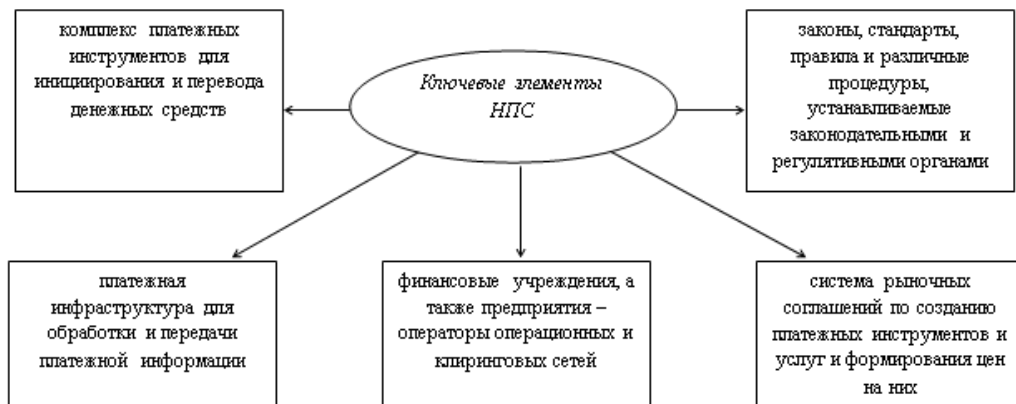 комплекс платежных
инструментов для
инициирования и перевода
денежных средств
Ключевые элементы
НПС
законы, стандарты,
правила и различные
процедуры,
устанавливаемые
законодательными и
регулятивными органами
платежная
инфраструктура для
обработки и передачи
платежной информации
финансовые учреждения, а
также предприятия –
операторы операционных и
клиринговых сетей
система рыночных
соглашений по созданию
платежных инструментов и
услуг и формирования цен
на них